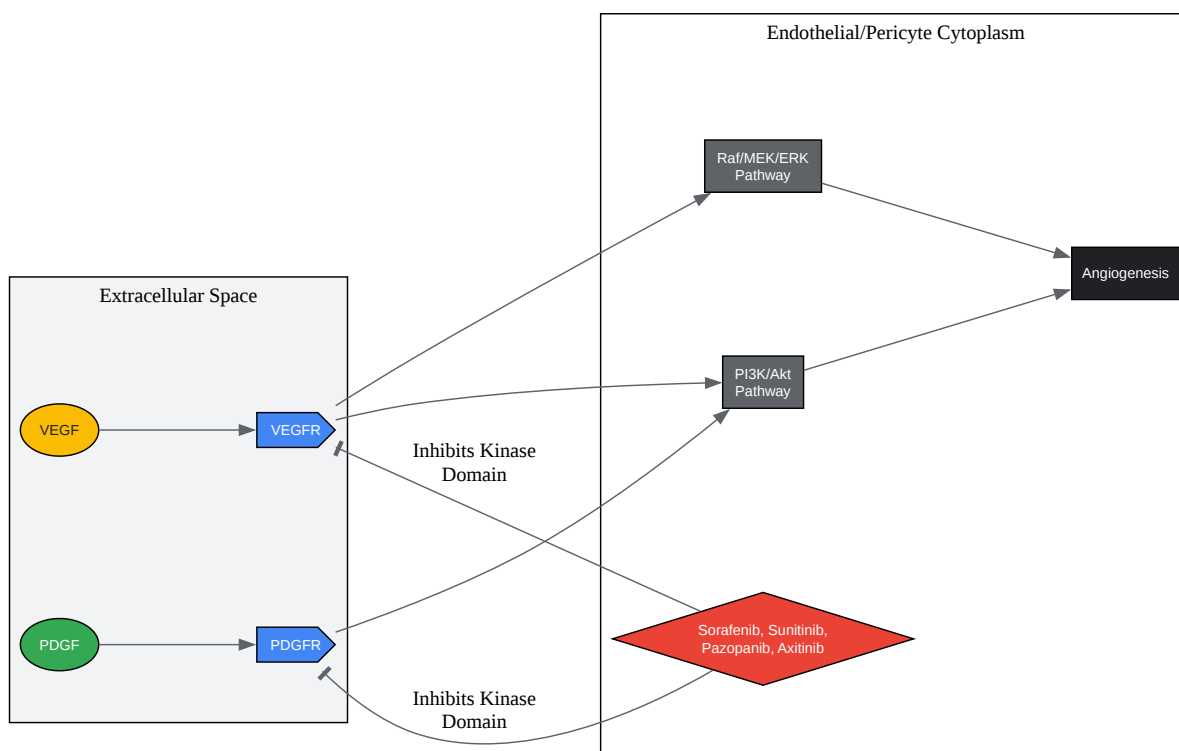 Endothelial/Pericyte Cytoplasm
Raf/MEK/ERK
Pathway
Angiogenesis
Extracellular Space
PI3K/Akt
Pathway
VEGF
VEGFR
Inhibits Kinase
Domain
PDGF
PDGFR
Sorafenib, Sunitinib,
Pazopanib, Axitinib
Inhibits Kinase
Domain